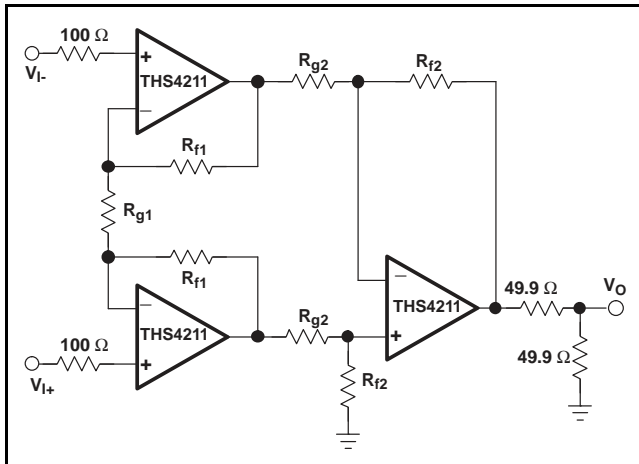 100 Ω
V_I-
+
THS4211
−
R_g2
R_f2
R_f1
R_g1
R_f1
−
THS4211
+
100 Ω
V_I+
R_g2
−
THS4211
+
R_f2
49.9 Ω
V_O
49.9 Ω